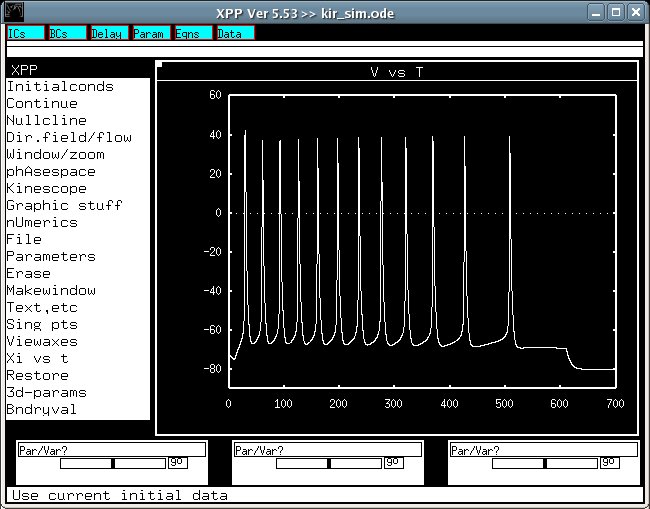 XPP Ver 5.53 >> kir_sim.ode
ICs BCs Delay Param Eqns Data
XPP
Initialconds
Continue
Nullcline
Dir.field/flow
Window/zoom
phAsespace
Kinescope
Graphic stuff
nUmerics
File
Parameters
Erase
Makewindow
Text,etc
Sing pts
Viewaxes
Xi vs t
Restore
3d-params
Bndryval
V vs T
60
40
20
0
-20
-40
-60
-80
0 100 200 300 400 500 600 700
Par/Var? Par/Var? Par/Var?
go go go
Use current initial data